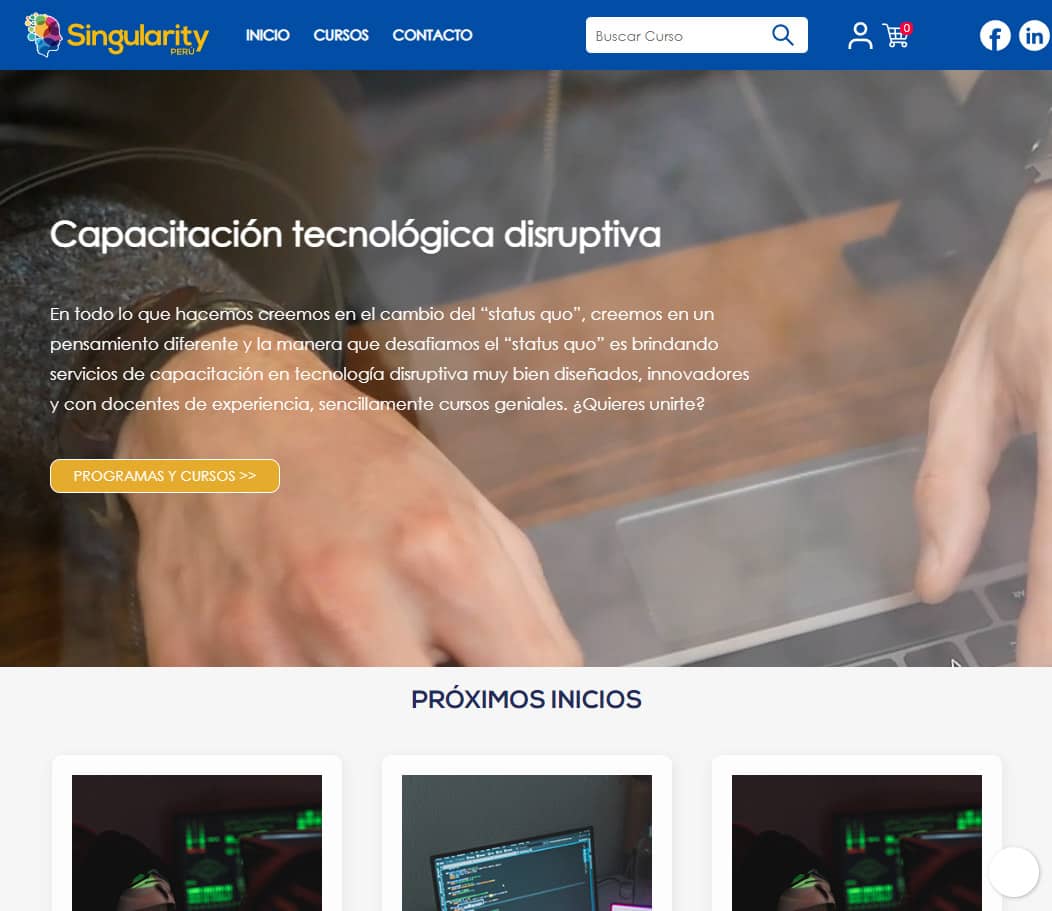 Singularity
PERÚ
INICIO
CURSOS
CONTACTO
Buscar Curso
0
Capacitación tecnológica disruptiva
En todo lo que hacemos creemos en el cambio del “status quo”, creemos en un
pensamiento diferente y la manera que desafiamos el “status quo” es brindando
servicios de capacitación en tecnología disruptiva muy bien diseñados, innovadores
y con docentes de experiencia, sencillamente cursos geniales. ¿Quieres unirte?
PROGRAMAS Y CURSOS >>
PRÓXIMOS INICIOS